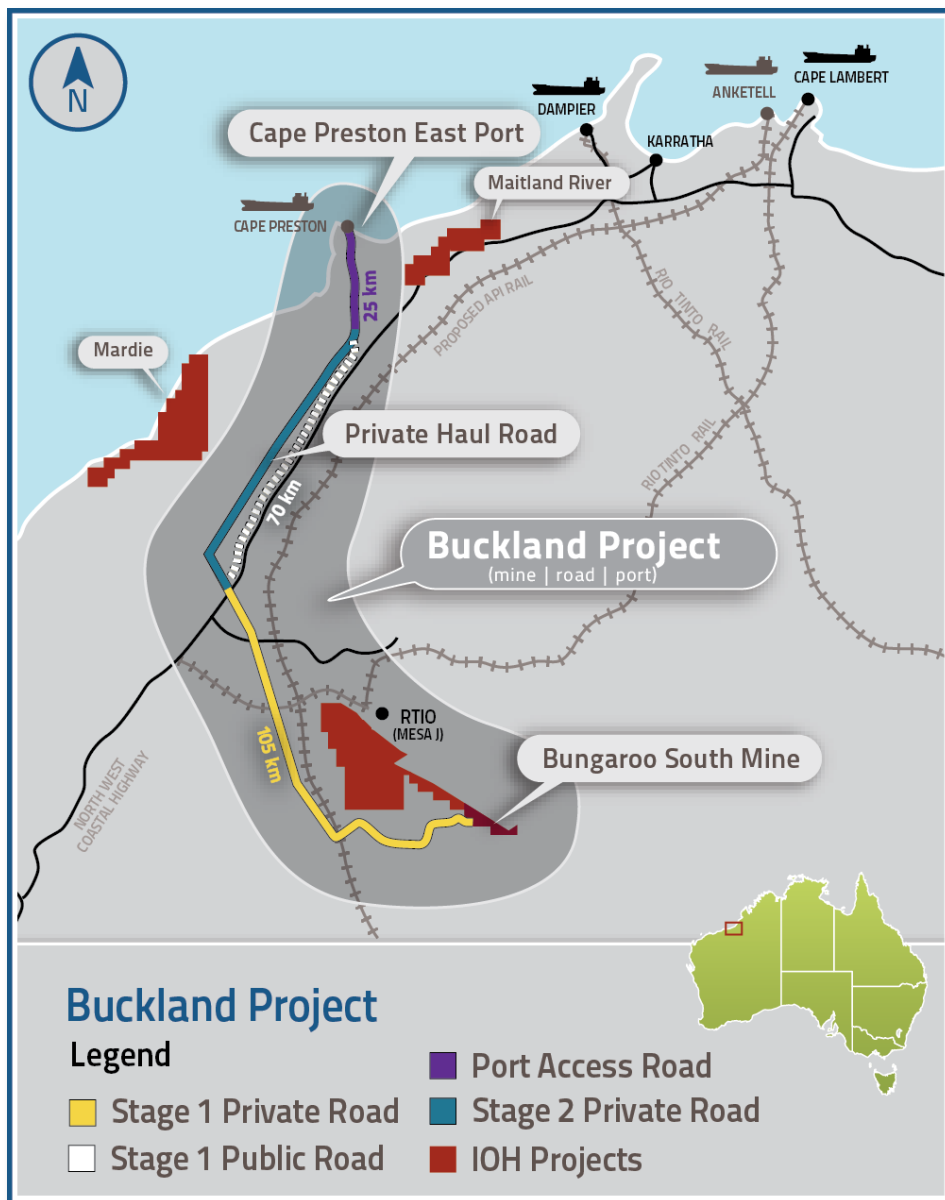 N
DAMPIER
ANKETELL
CAPE LAMBERT
KARRATHA
Cape Preston East Port
Maitland River
CAPE PRESTON
25 km
PROPOSED API RAIL
RIO TINTO RAIL
Mardie
Private Haul Road
RIO TINTO RAIL
70 km
Buckland Project
(mine | road | port)
RTIO
(MESA J)
105 km
Bungaroo South Mine
NORTH WEST
COASTAL HIGHWAY
Buckland Project
Legend
Port Access Road
Stage 1 Private Road
Stage 2 Private Road
Stage 1 Public Road
IOH Projects